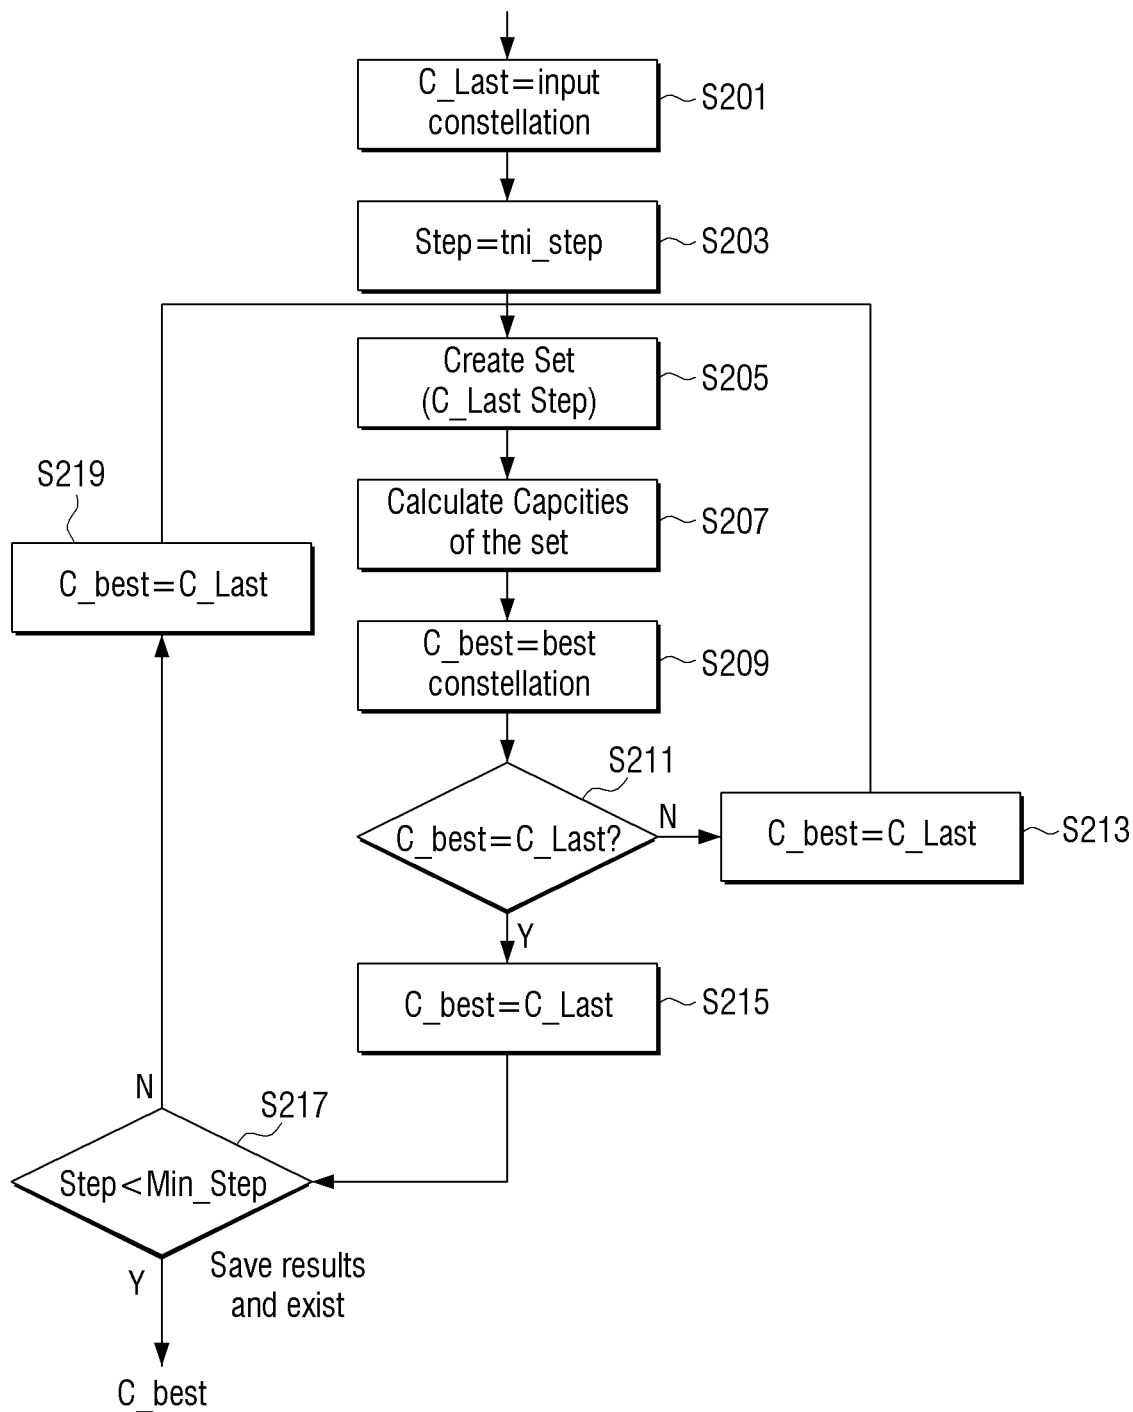 C_Last=input
constellation
S201
Step=tni_step
S203
Create Set
(C_Last Step)
S205
S219
Calculate Capcities
of the set
S207
C_best=C_Last
C_best=best
constellation
S209
S211
C_best=C_Last?
N
C_best=C_Last
S213
Y
C_best=C_Last
S215
N
S217
Step<Min_Step
Y
Save results
and exist
C_best